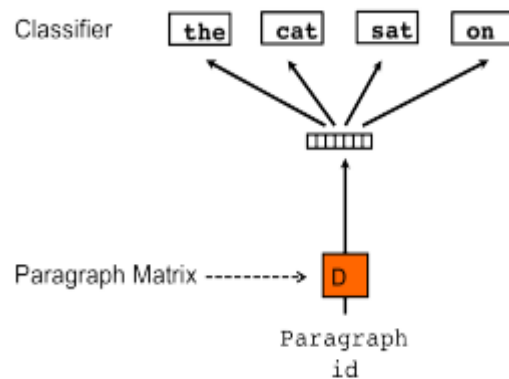 Classifier the cat sat on
Paragraph Matrix D
Paragraph
id